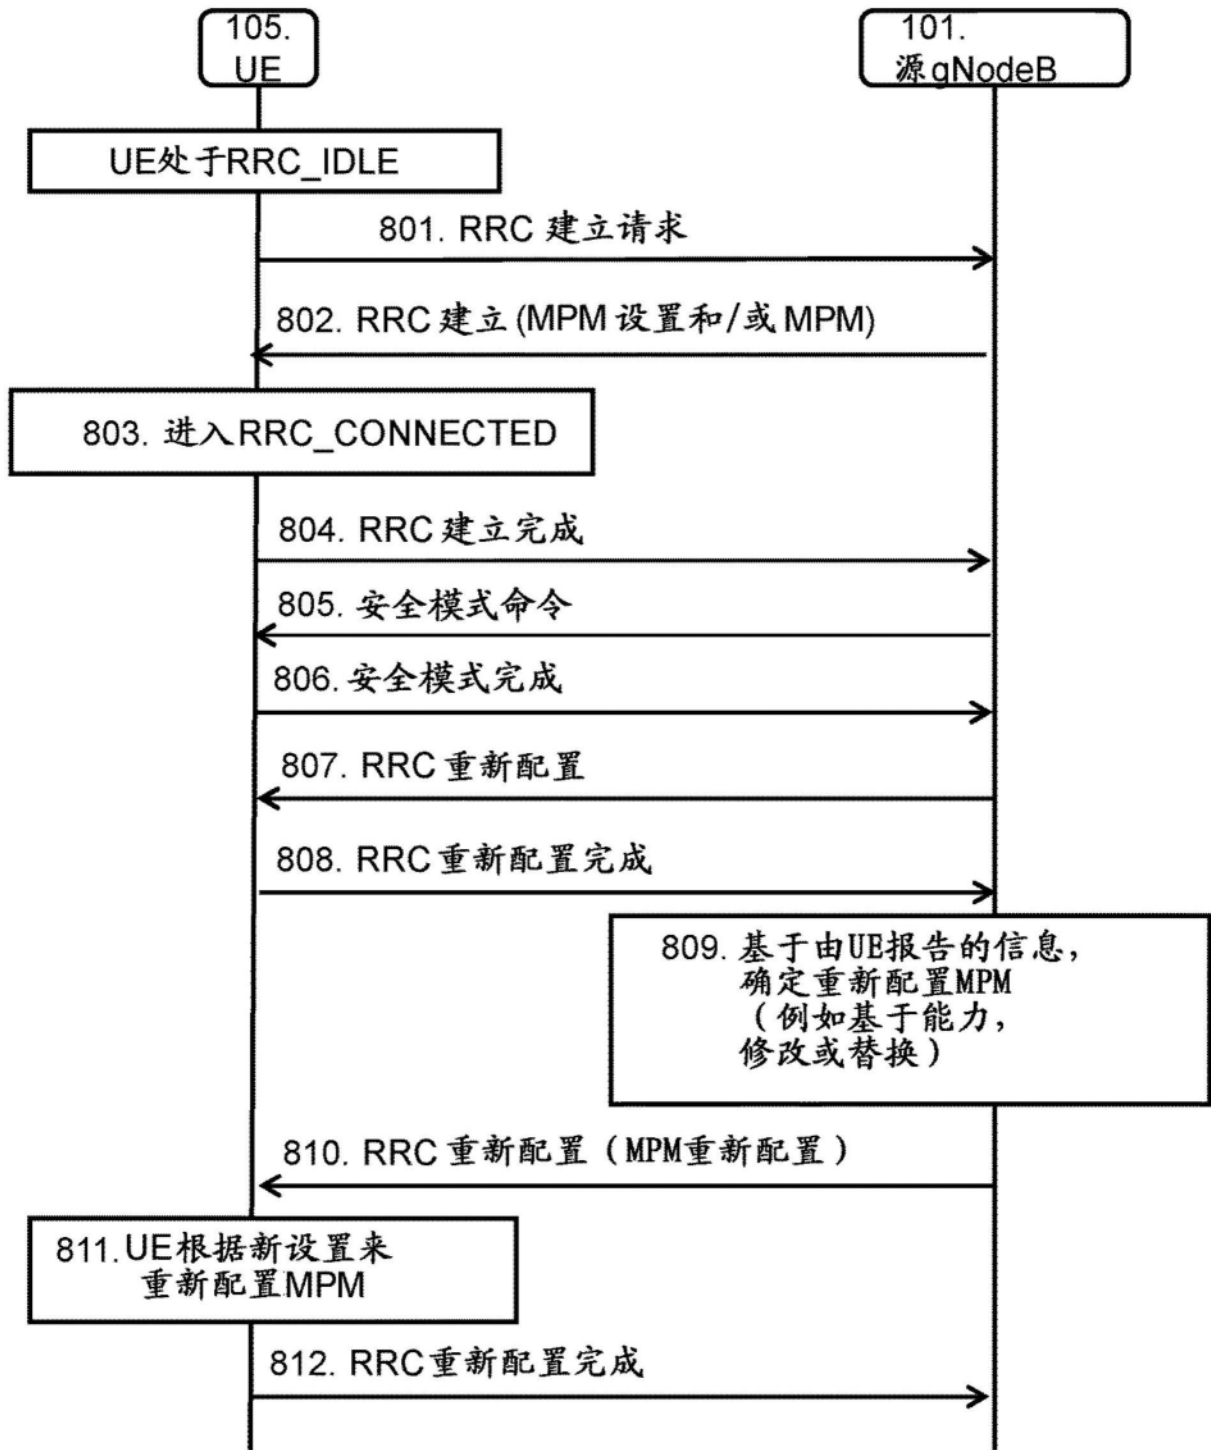 105.
UE
101.
源gNodeB
UE处于RRC_IDLE
801. RRC 建立请求
802. RRC 建立(MPM 设置和/或 MPM)
803. 进入RRC_CONNECTED
804. RRC 建立完成
805. 安全模式命令
806. 安全模式完成
807. RRC 重新配置
808. RRC 重新配置完成
809. 基于由UE报告的信息,
确定重新配置MPM
(例如基于能力,
修改或替换)
810. RRC 重新配置(MPM重新配置)
811. UE根据新设置来
重新配置MPM
812. RRC 重新配置完成